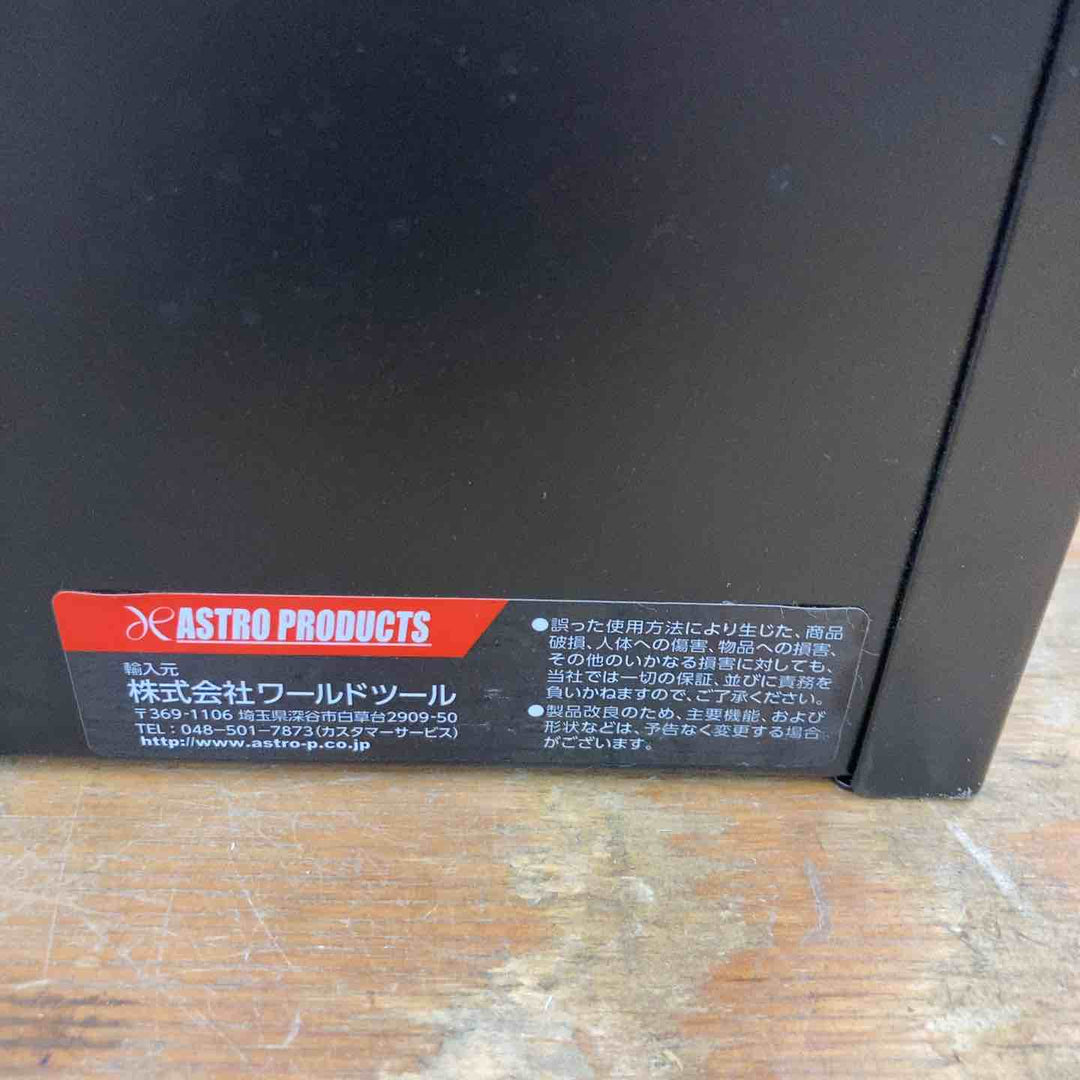 ASTRO PRODUCTS
輸入元
株式会社ワールドツール
〒369-1106 埼玉県深谷市白草台2909-50
TEL：048-501-7873(カスタマーサービス)
http://www.astro-p.co.jp
●誤った使用方法により生じた、商品
破損、人体への傷害、物品への損害、
その他のいかなる損害に対しても、
当社では一切の保証、並びに責務を
負いかねますので、ご了承ください。
●製品改良のため、主要機能、および
形状などは、予告なく変更する場合
がございます。